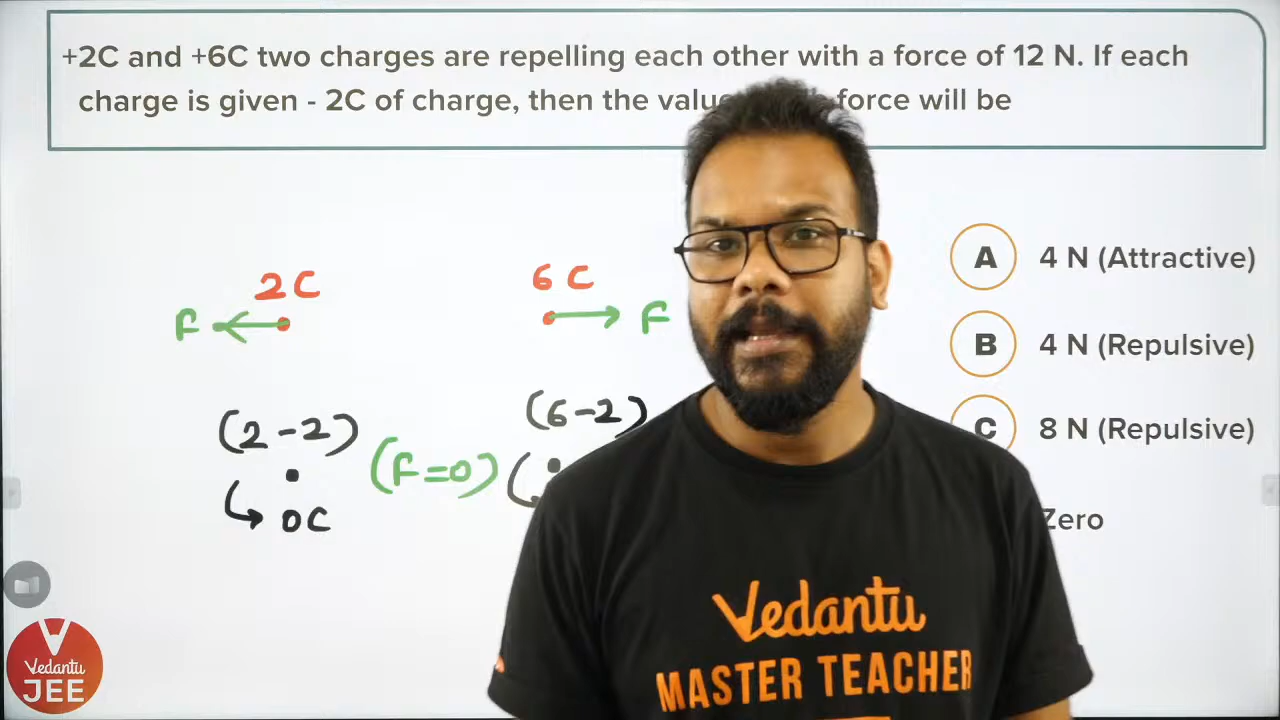 +2C and +6C two charges are repelling each other with a force of 12 N. If each
charge is given - 2C of charge, then the force will be
A 4 N (Attractive)
2C
6C
F
F
B 4 N (Repulsive)
(2-2)
(6-2)
C 8 N (Repulsive)
(F=0)
0C
Zero
Vedantu
JEE
Vedantu
MASTER TEACHER